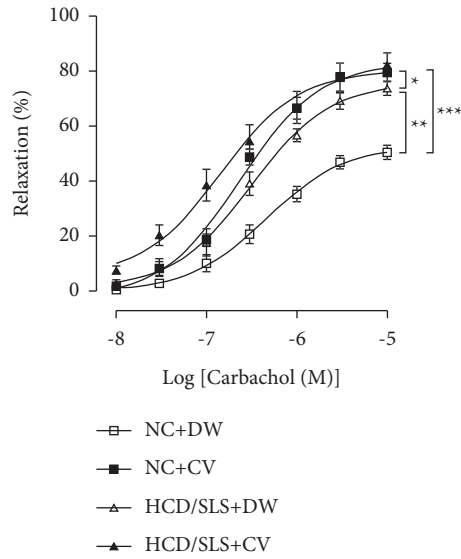 100
80
60
40
20
0
Relaxation (%)
*
**
***
-8 -7 -6 -5
Log [Carbachol (M)]
NC+DW
NC+CV
HCD/SLS+DW
HCD/SLS+CV